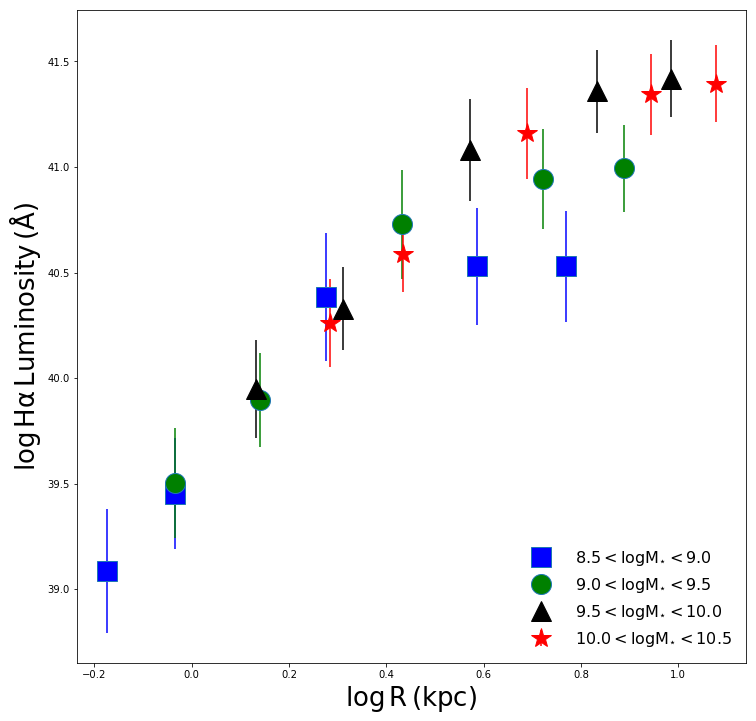 41.5
41.0
40.5
40.0
39.5
39.0
log Hα Luminosity (Å)
8.5 < logM⋆ < 9.0
9.0 < logM⋆ < 9.5
9.5 < logM⋆ < 10.0
10.0 < logM⋆ < 10.5
−0.2 0.0 0.2 0.4 0.6 0.8 1.0
log R (kpc)